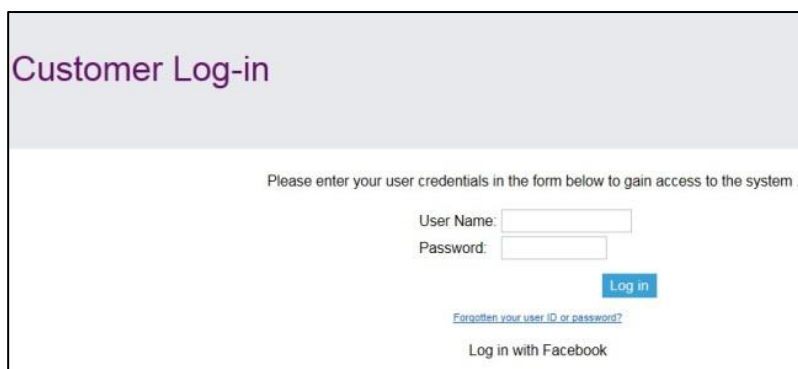 Customer Log-in
Please enter your user credentials in the form below to gain access to the system .
User Name:
Password:
Log in
Forgotten your user ID or password?
Log in with Facebook